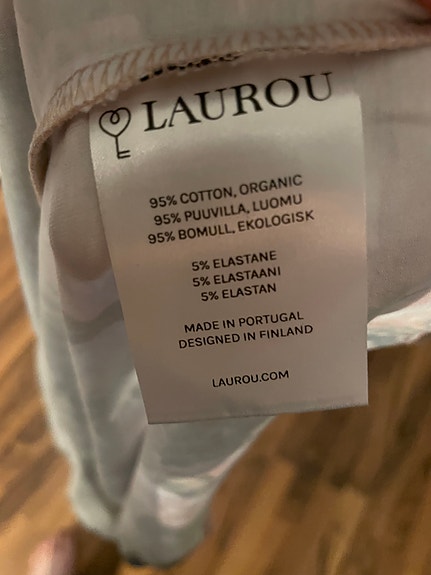 LAUROU
95% COTTON, ORGANIC
95% PUUVILLA, LUOMU
95% BOMULL, EKOLOGISK
5% ELASTANE
5% ELASTAANI
5% ELASTAN
MADE IN PORTUGAL
DESIGNED IN FINLAND
LAUROU.COM